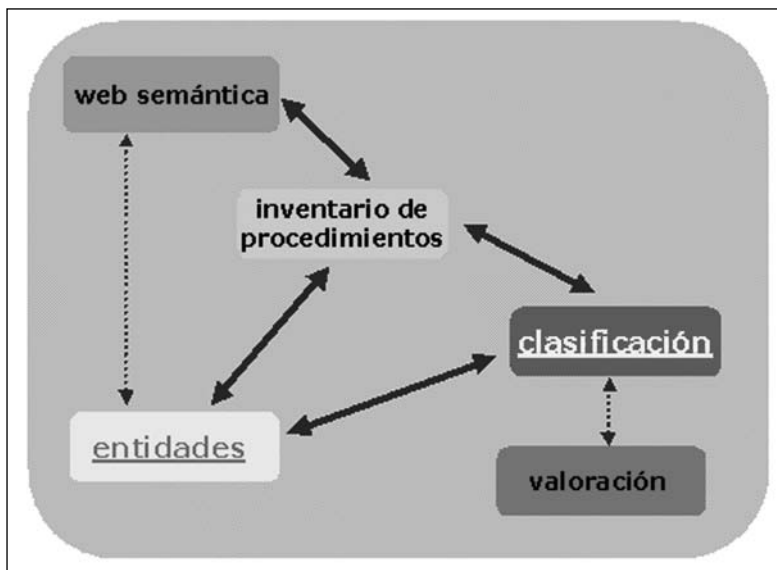 web semántica
inventario de
procedimientos
clasificación
entidades
valoración